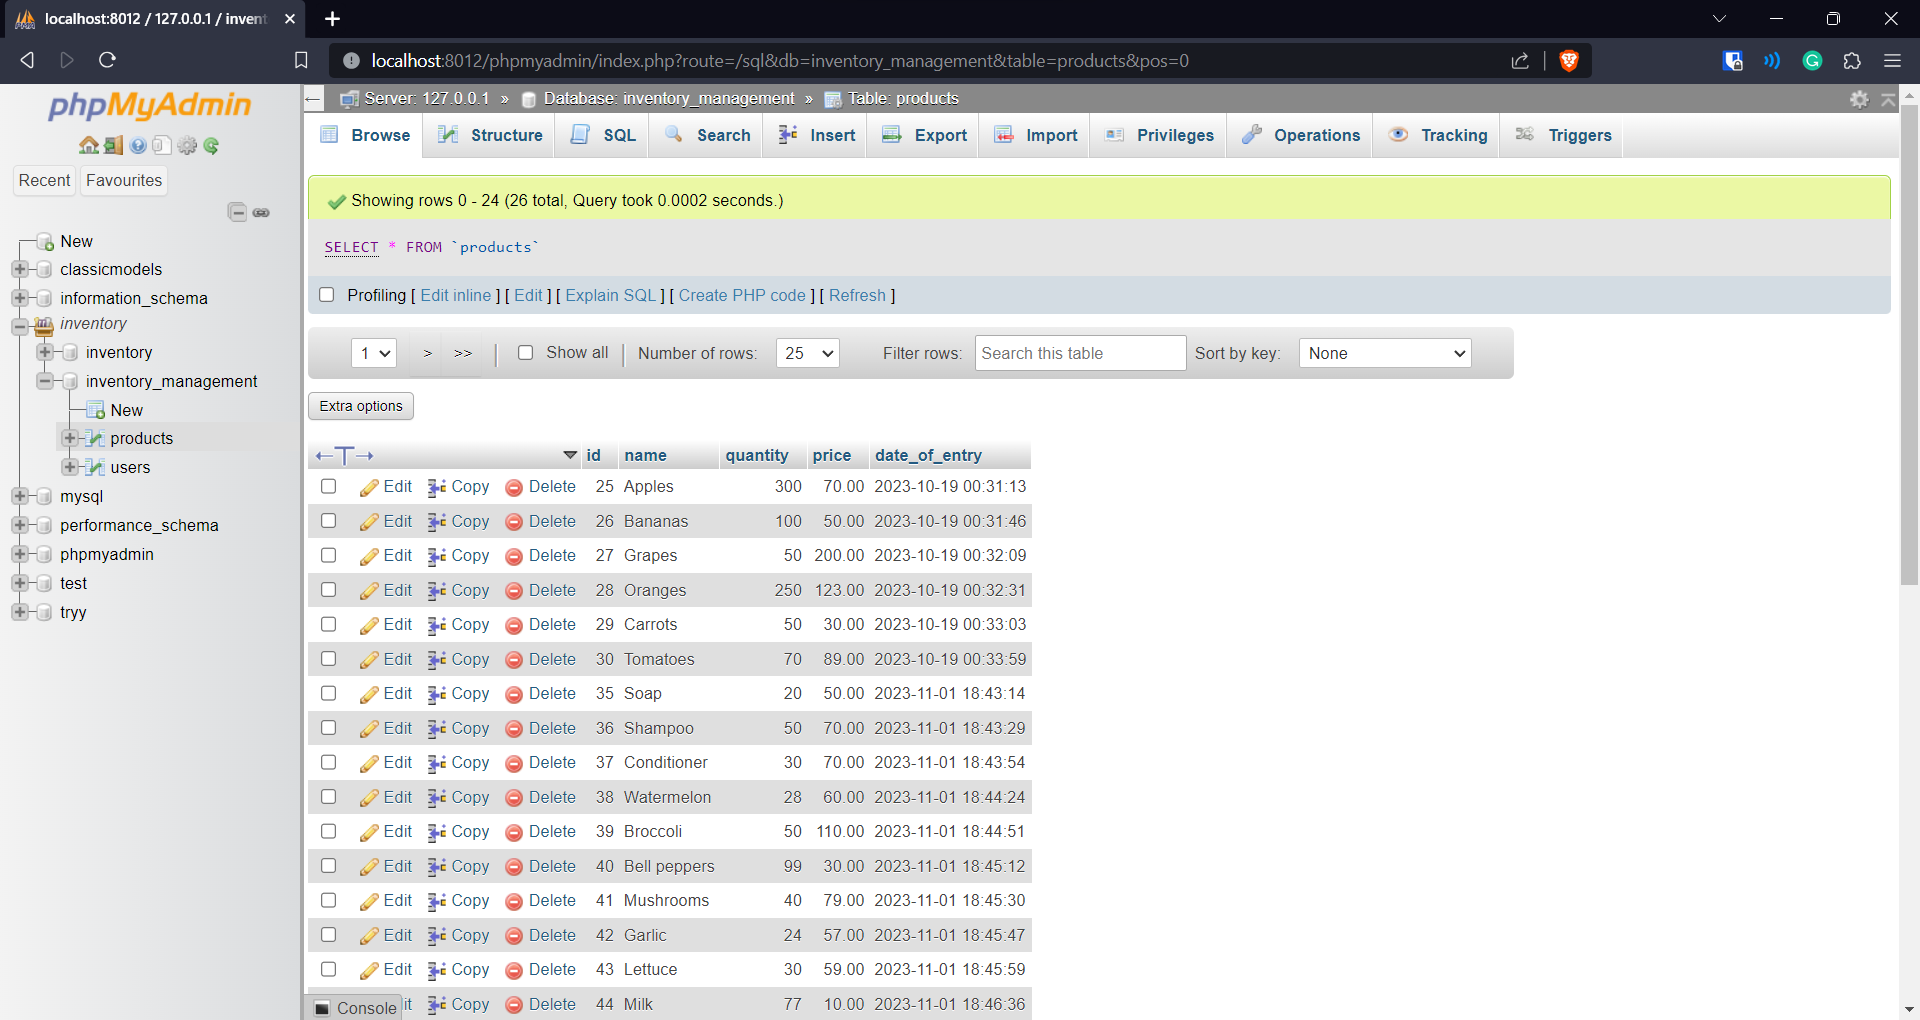 localhost:8012 / 127.0.0.1 / invent
localhost:8012/phpmyadmin/index.php?route=/sql&db=inventory_management&table=products&pos=0
phpMyAdmin
Recent Favourites
New
classicmodels
information_schema
inventory
inventory
inventory_management
New
products
users
mysql
performance_schema
phpmyadmin
test
tryy
Server: 127.0.0.1 » Database: inventory_management » Table: products
Browse Structure SQL Search Insert Export Import Privileges Operations Tracking Triggers
Showing rows 0 - 24 (26 total, Query took 0.0002 seconds.)
SELECT * FROM `products`
Profiling [ Edit inline ] [ Edit ] [ Explain SQL ] [ Create PHP code ] [ Refresh ]
1 > >> | Show all | Number of rows: 25 Filter rows: Search this table Sort by key: None
Extra options
id name quantity price date_of_entry
Edit Copy Delete 25 Apples 300 70.00 2023-10-19 00:31:13
Edit Copy Delete 26 Bananas 100 50.00 2023-10-19 00:31:46
Edit Copy Delete 27 Grapes 50 200.00 2023-10-19 00:32:09
Edit Copy Delete 28 Oranges 250 123.00 2023-10-19 00:32:31
Edit Copy Delete 29 Carrots 50 30.00 2023-10-19 00:33:03
Edit Copy Delete 30 Tomatoes 70 89.00 2023-10-19 00:33:59
Edit Copy Delete 35 Soap 20 50.00 2023-11-01 18:43:14
Edit Copy Delete 36 Shampoo 50 70.00 2023-11-01 18:43:29
Edit Copy Delete 37 Conditioner 30 70.00 2023-11-01 18:43:54
Edit Copy Delete 38 Watermelon 28 60.00 2023-11-01 18:44:24
Edit Copy Delete 39 Broccoli 50 110.00 2023-11-01 18:44:51
Edit Copy Delete 40 Bell peppers 99 30.00 2023-11-01 18:45:12
Edit Copy Delete 41 Mushrooms 40 79.00 2023-11-01 18:45:30
Edit Copy Delete 42 Garlic 24 57.00 2023-11-01 18:45:47
Edit Copy Delete 43 Lettuce 30 59.00 2023-11-01 18:45:59
Console it Copy Delete 44 Milk 77 10.00 2023-11-01 18:46:36